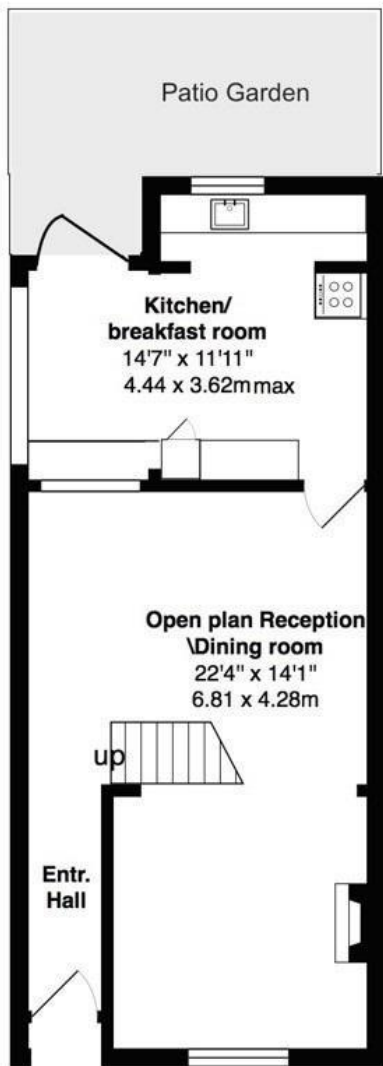 Patio Garden
Kitchen/
breakfast room
14'7" x 11'11"
4.44 x 3.62m max
Open plan Reception
\Dining room
22'4" x 14'1"
6.81 x 4.28m
up
Entr.
Hall